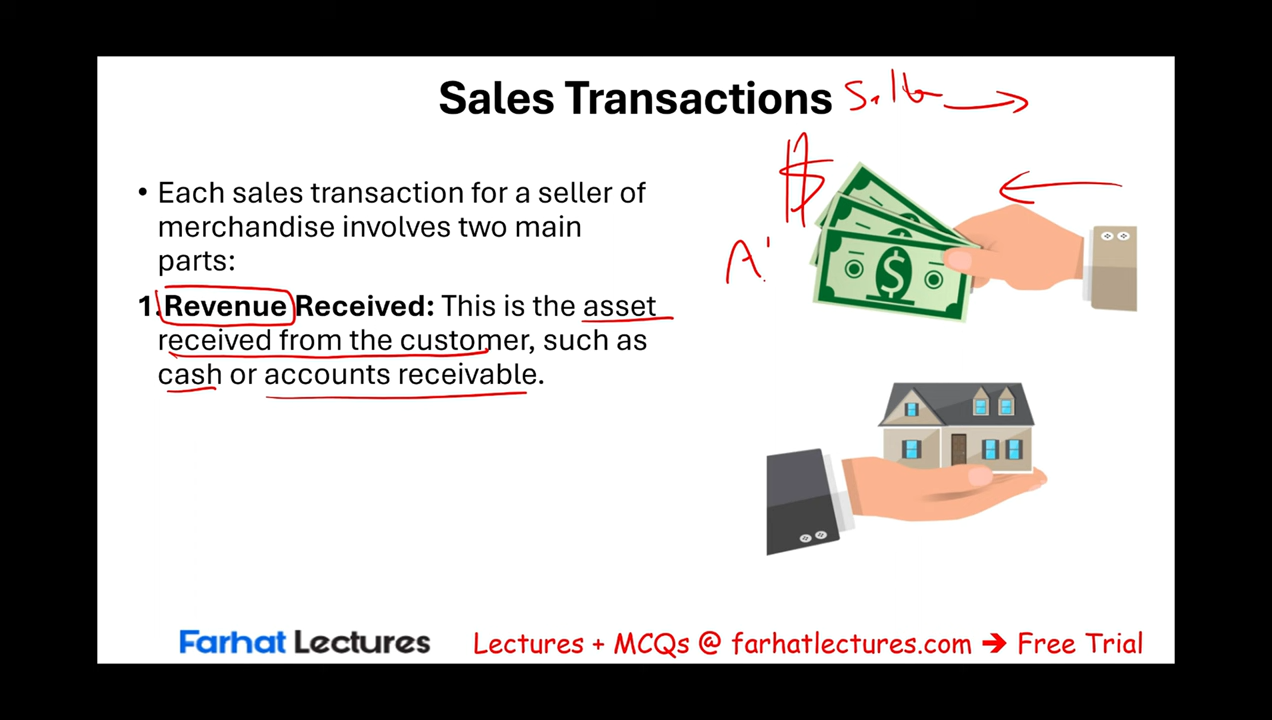 Sales Transactions
Seller
• Each sales transaction for a seller of
merchandise involves two main
parts:
1. Revenue Received: This is the asset
received from the customer, such as
cash or accounts receivable.
$
A
$
Farhat Lectures
Lectures + MCQs @ farhatlectures.com ➔ Free Trial